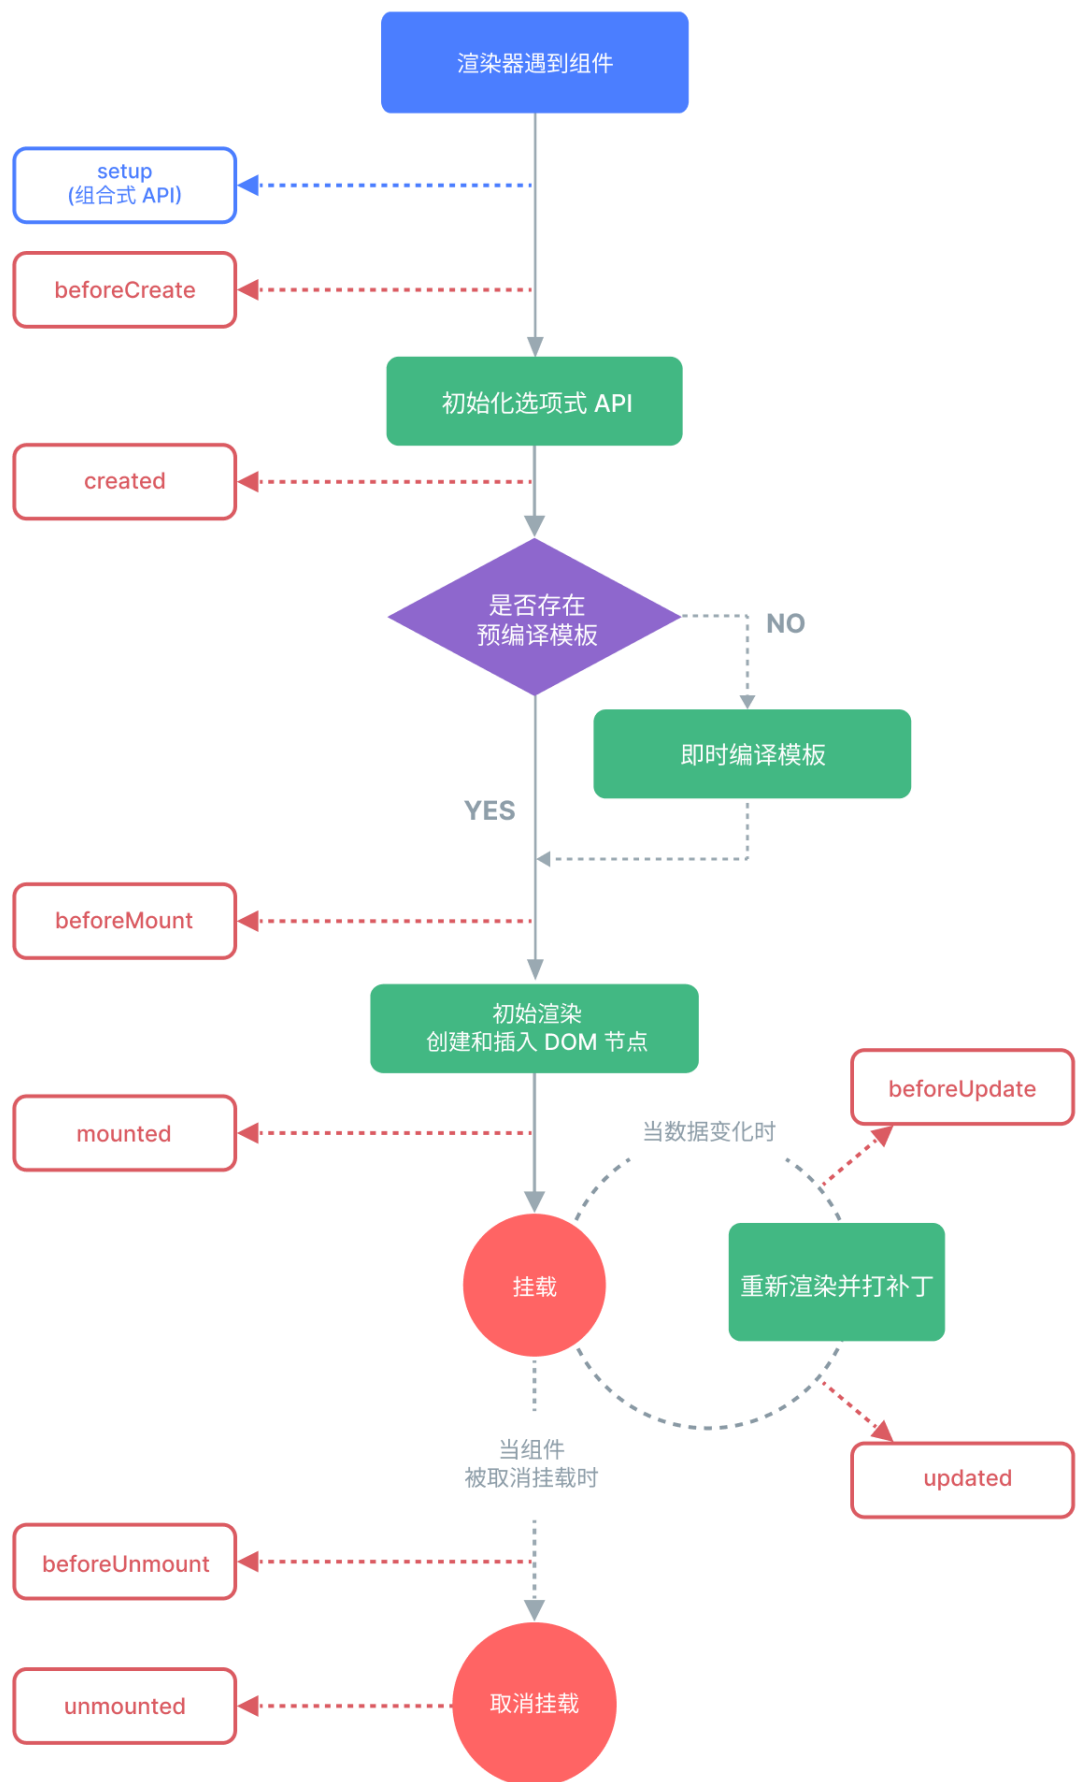 渲染器遇到组件
setup
(组合式 API)
beforeCreate
初始化选项式 API
created
是否存在
预编译模板
NO
即时编译模板
YES
beforeMount
初始渲染
创建和插入 DOM 节点
beforeUpdate
mounted
当数据变化时
挂载
重新渲染并打补丁
当组件
被取消挂载时
updated
beforeUnmount
取消挂载
unmounted